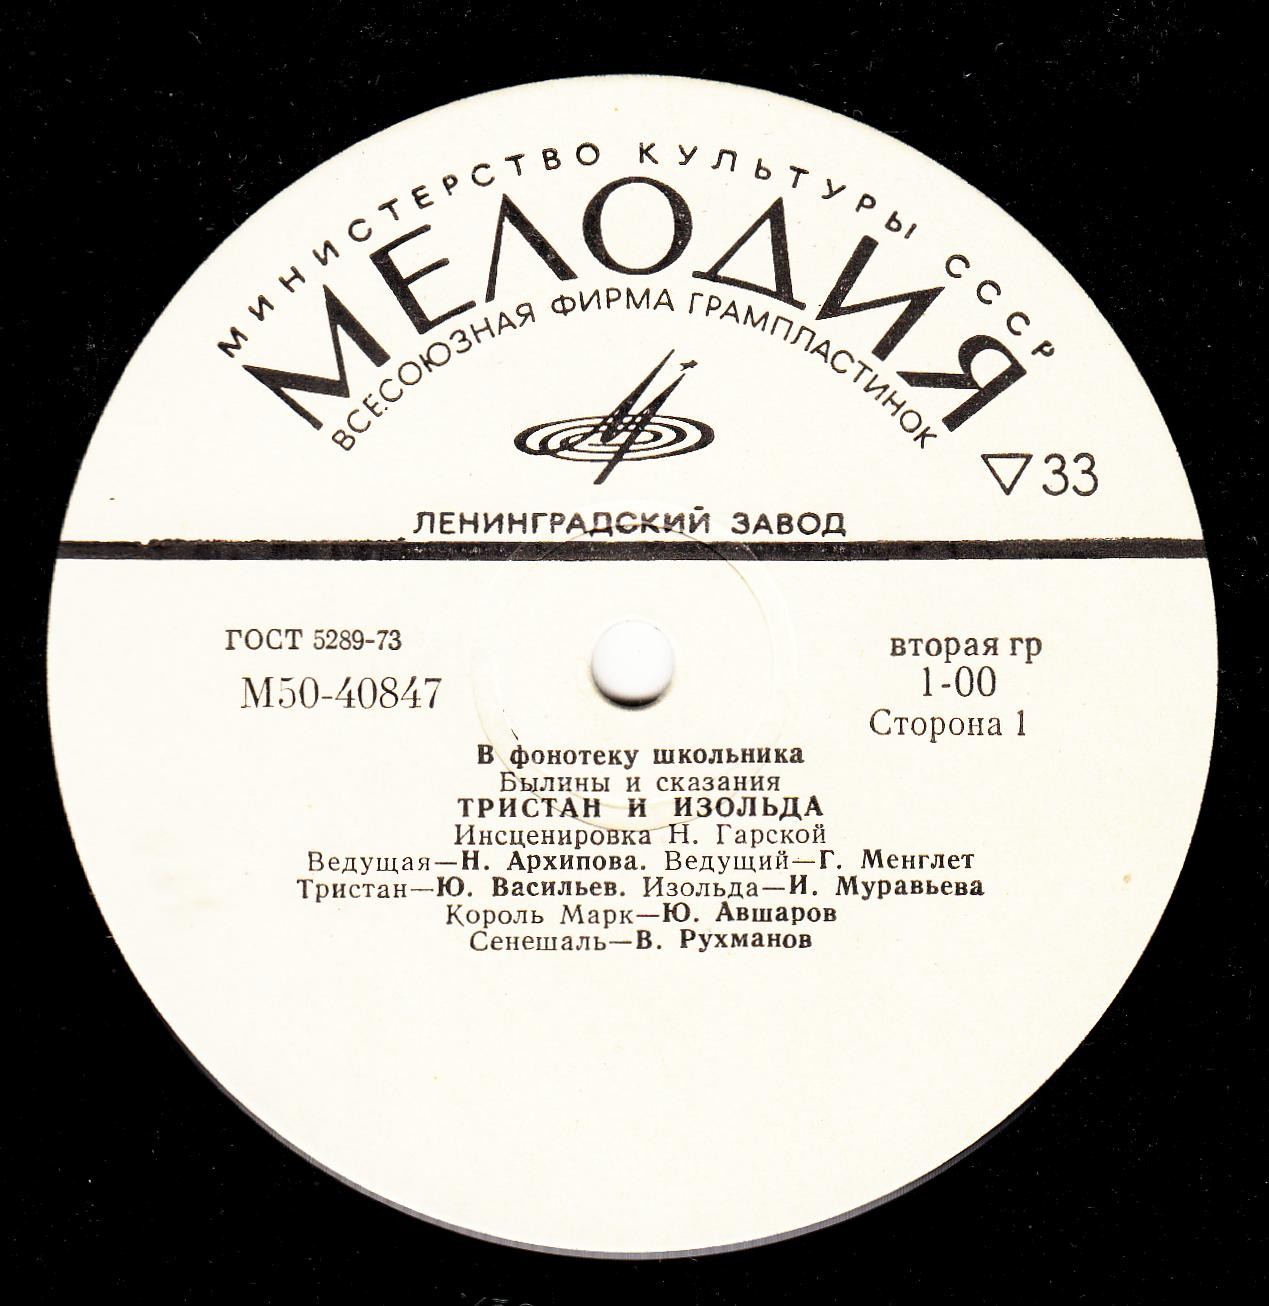 МИНИСТЕРСТВО КУЛЬТУРЫ СССР
МЕЛОДИЯ
ВСЕСОЮЗНАЯ ФИРМА ГРАМПЛАСТИНОК
33
ЛЕНИНГРАДСКИЙ ЗАВОД
ГОСТ 5289-73
М50-40847
вторая гр
1-00
Сторона 1
В фонотеку школьника
Былины и сказания
ТРИСТАН И ИЗОЛЬДА
Инсценировка Н. Гарской
Ведущая—Н. Архипова. Ведущий—Г. Менглет
Тристан—Ю. Васильев. Изольда—И. Муравьева
Король Марк—Ю. Авшаров
Сенешаль—В. Рухманов